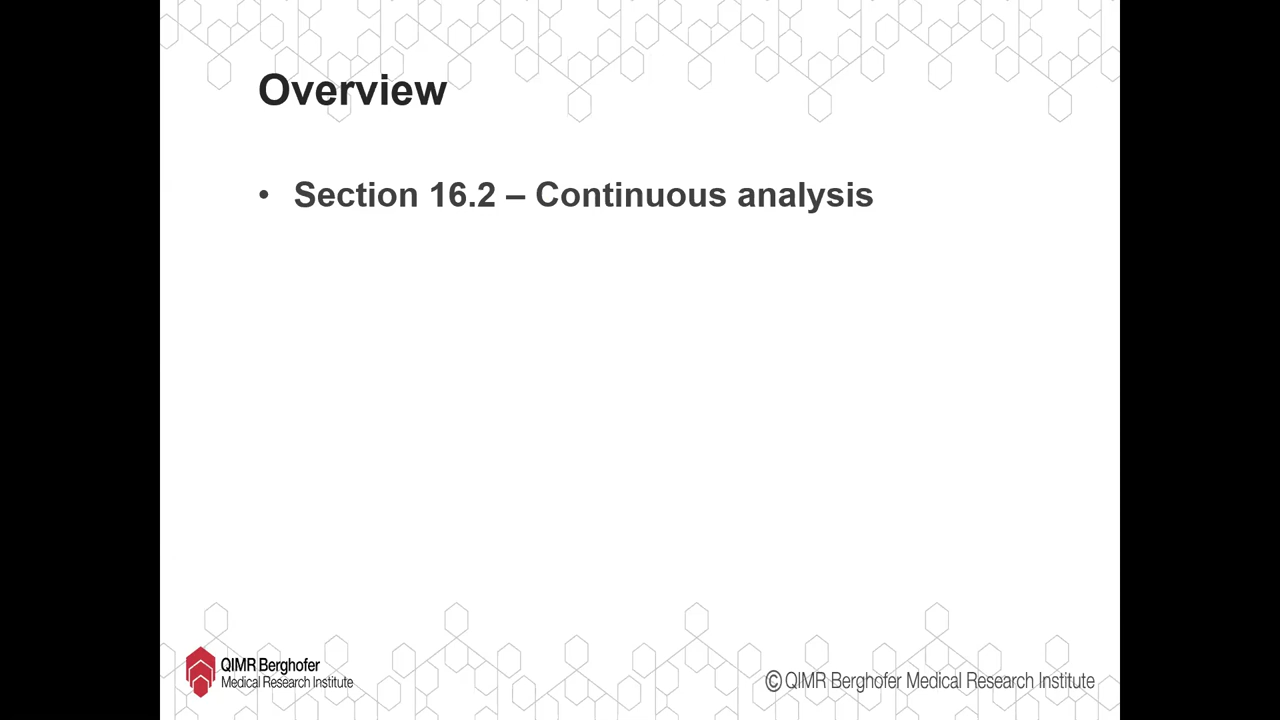 Overview
• Section 16.2 – Continuous analysis
QIMR Berghofer
Medical Research Institute
© QIMR Berghofer Medical Research Institute